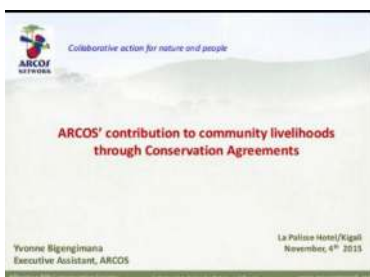 Collaborative action for nature and people
ARCOS
NETWORK
ARCOS' contribution to community livelihoods
through Conservation Agreements
La Palisse Hotel/Kigali
November, 4th 2015
Yvonne Bigengimana
Executive Assistant, ARCOS